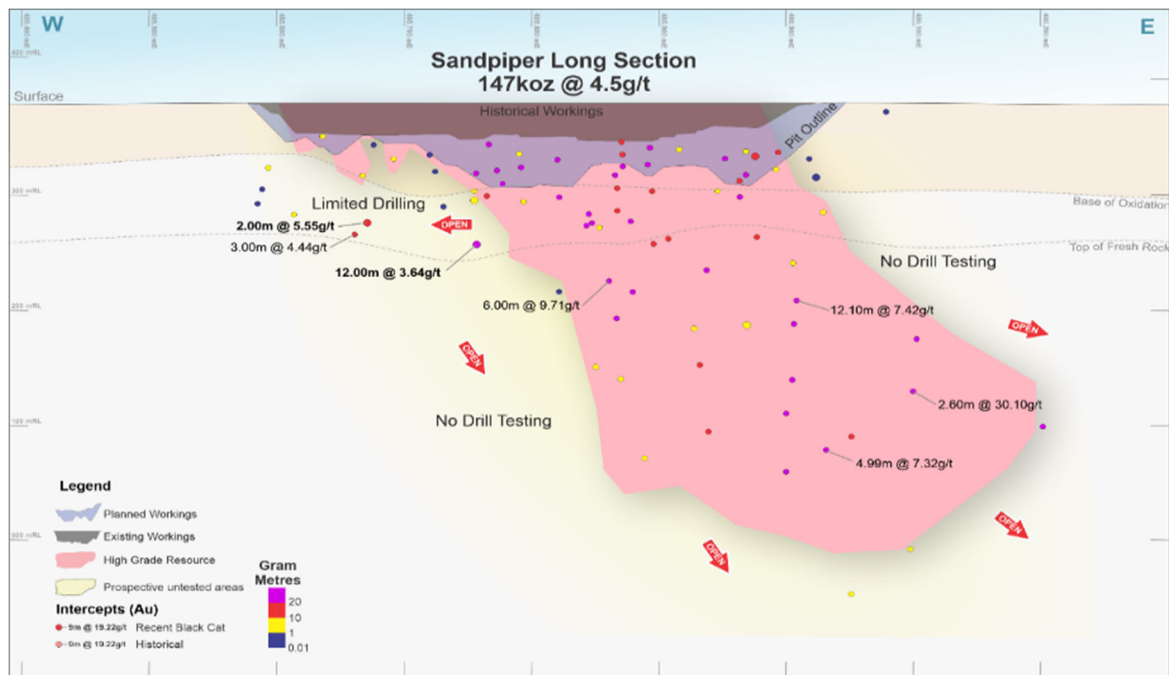 W
E
Sandpiper Long Section
147koz @ 4.5g/t
Surface
Historical Workings
Pit Outline
Base of Oxidation
Top of Fresh Rock
Limited Drilling
2.00m @ 5.55g/t
OPEN
3.00m @ 4.44g/t
12.00m @ 3.64g/t
No Drill Testing
6.00m @ 9.71g/t
12.10m @ 7.42g/t
OPEN
OPEN
2.60m @ 30.10g/t
No Drill Testing
4.99m @ 7.32g/t
OPEN
OPEN
Legend
Planned Workings
Existing Workings
High Grade Resource
Prospective untested areas
Intercepts (Au)
9m @ 19.22g/t Recent Black Cat
9m @ 19.22g/t Historical
Gram
Metres
20
10
1
0.01